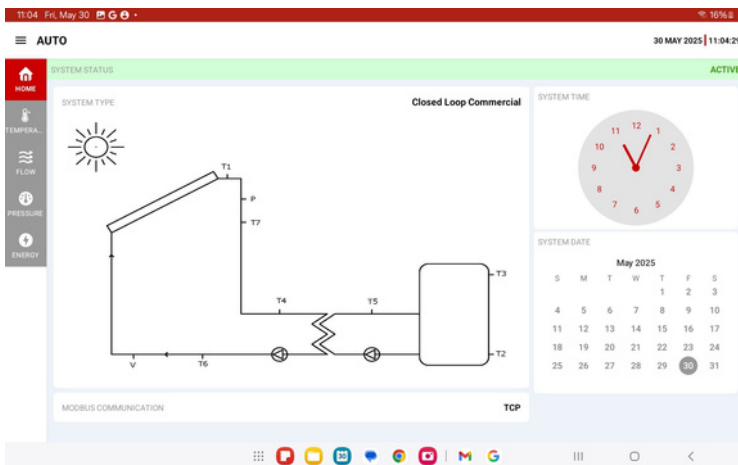 11:04 Fri, May 30
16%
AUTO
30 MAY 2025 11:04:29
SYSTEM STATUS
ACTIVE
HOME
TEMPERA...
FLOW
PRESSURE
ENERGY
SYSTEM TYPE
Closed Loop Commercial
T1
P
T7
T4
T5
T3
T2
V
T6
MODBUS COMMUNICATION
TCP
SYSTEM TIME
12
1
2
3
4
5
6
7
8
9
10
11
SYSTEM DATE
May 2025
S M T W T F S
1 2 3
4 5 6 7 8 9 10
11 12 13 14 15 16 17
18 19 20 21 22 23 24
25 26 27 28 29 30 31
30